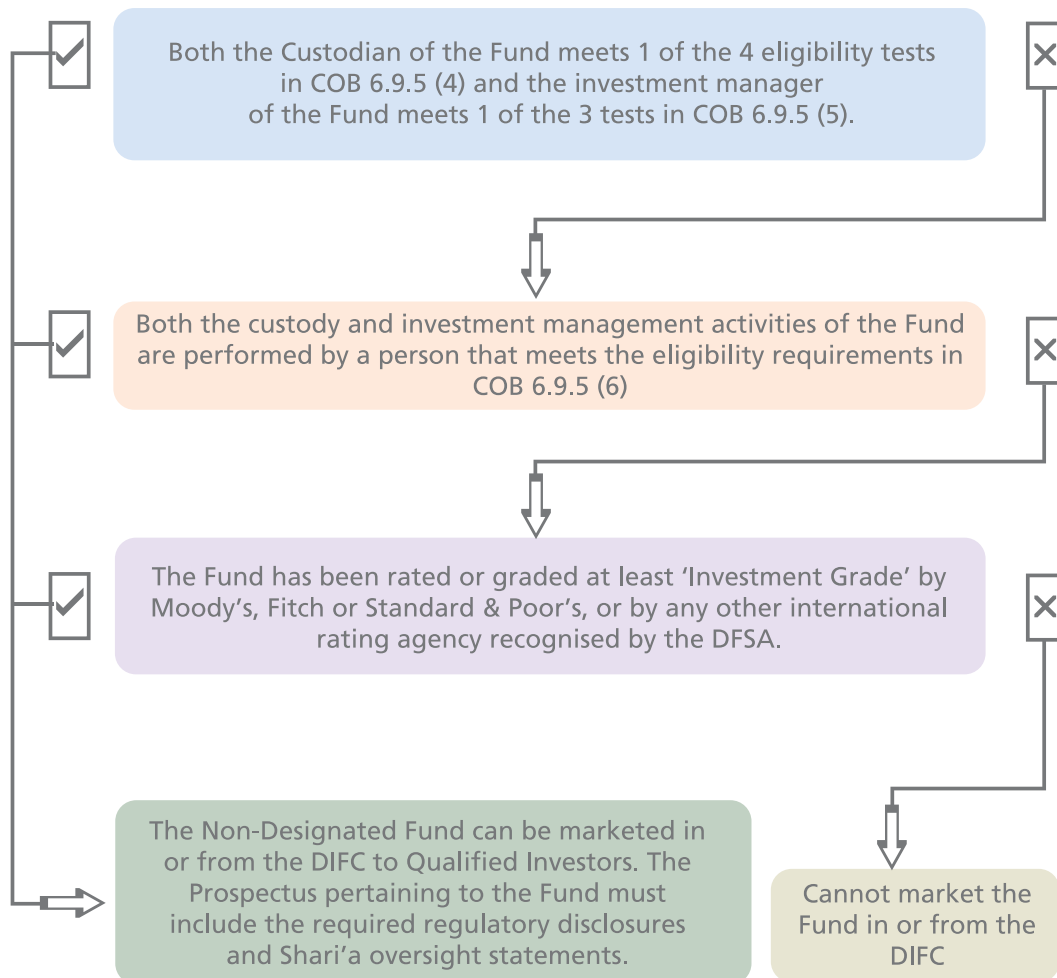 Both the Custodian of the Fund meets 1 of the 4 eligibility tests
in COB 6.9.5 (4) and the investment manager
of the Fund meets 1 of the 3 tests in COB 6.9.5 (5).
Both the custody and investment management activities of the Fund
are performed by a person that meets the eligibility requirements in
COB 6.9.5 (6)
The Fund has been rated or graded at least ‘Investment Grade’ by
Moody’s, Fitch or Standard & Poor’s, or by any other international
rating agency recognised by the DFSA.
The Non-Designated Fund can be marketed in
or from the DIFC to Qualified Investors. The
Prospectus pertaining to the Fund must
include the required regulatory disclosures
and Shari’a oversight statements.
Cannot market the
Fund in or from the
DIFC